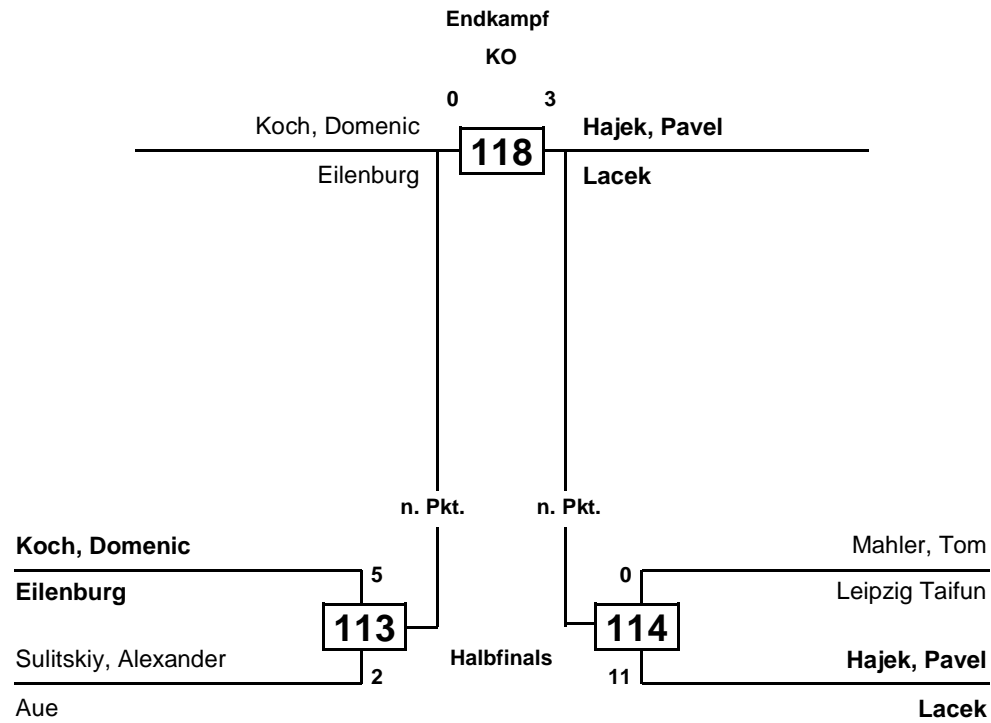 Endkampf
KO
0 3
Koch, Domenic 118 Hajek, Pavel
Eilenburg Lacek
n. Pkt. n. Pkt.
Koch, Domenic Mahler, Tom
5 0
Eilenburg Leipzig Taifun
113 114
Sulitskiy, Alexander Halbfinals Hajek, Pavel
2 11
Aue Lacek